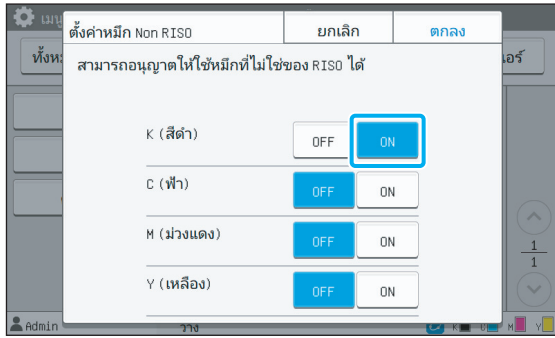 เมนู
ตั้งค่าหมึก Non RISO ยกเลิก ตกลง
ทั้งห
สามารถอนุญาตให้ใช้หมึกที่ไม่ใช่ของ RISO ได้
K (สีดำ) OFF ON
C (ฟ้า) OFF ON
M (ม่วงแดง) OFF ON
1
1
Y (เหลือง) OFF ON
Admin วาง K C M Y